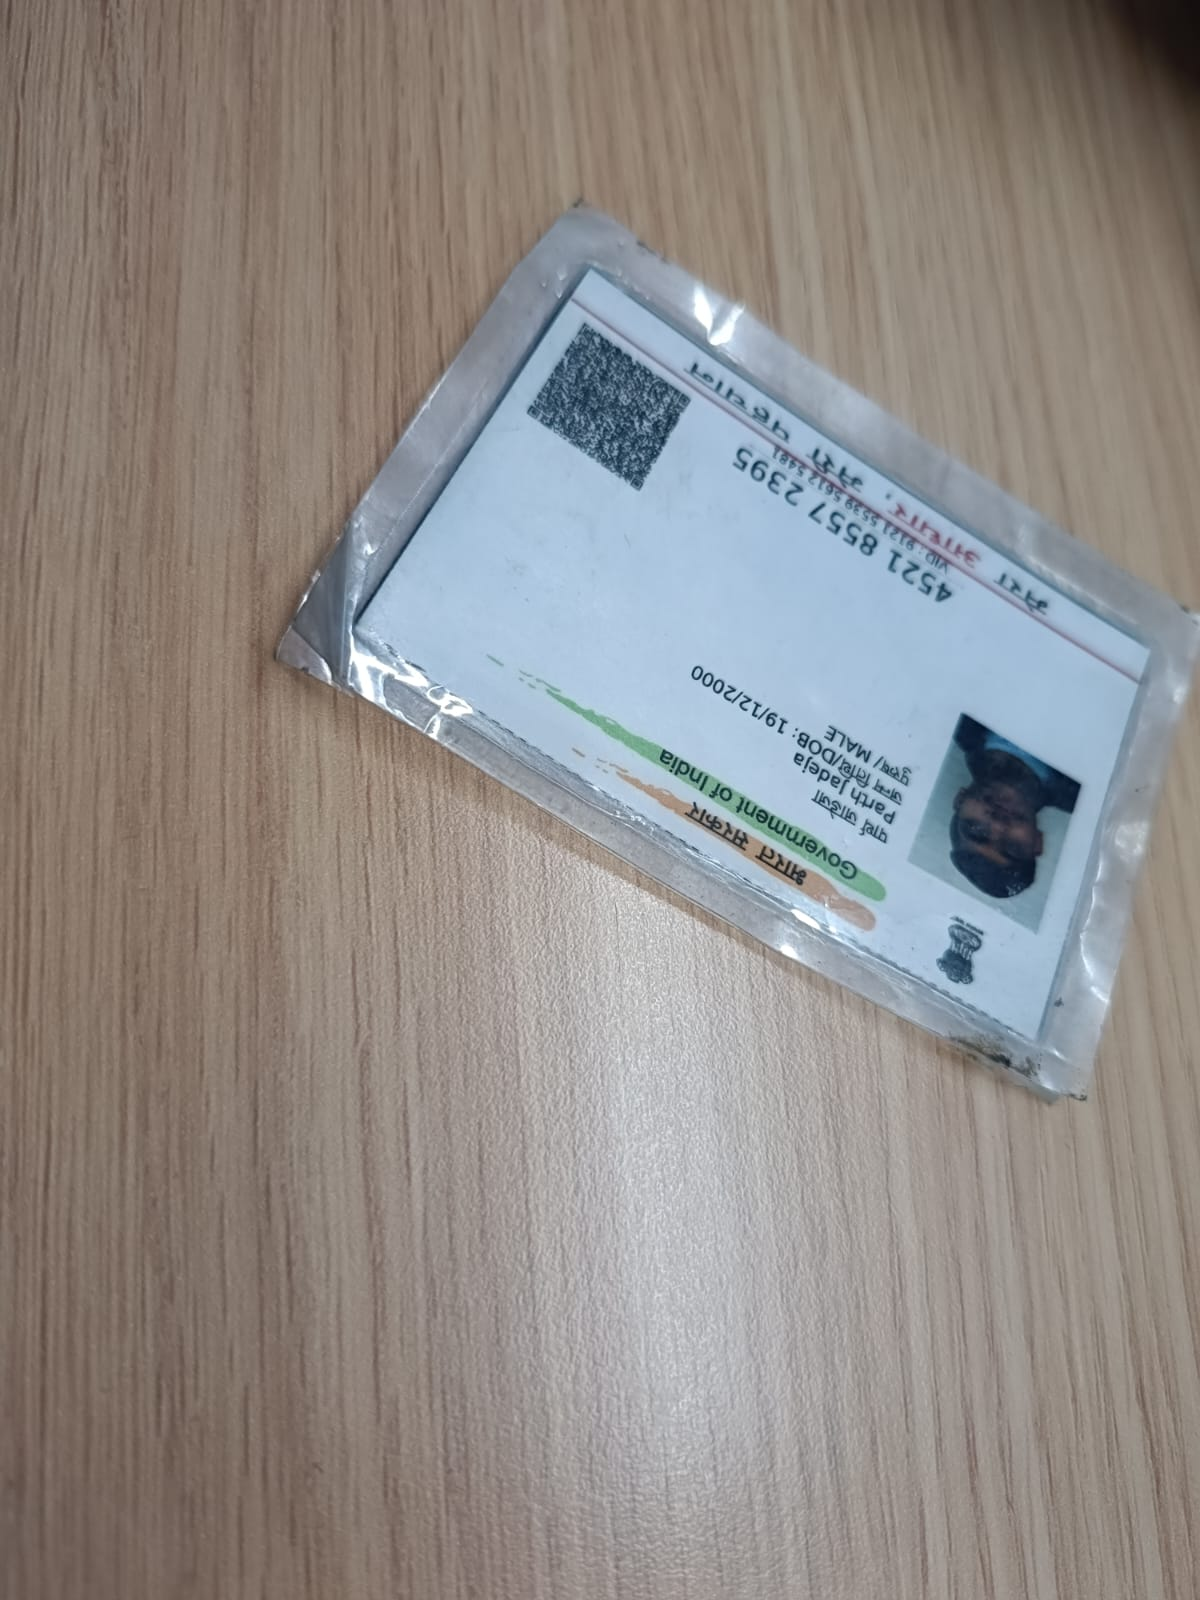 भारत सरकार
Government of India
पार्थ जाडेजा
Parth Jadeja
जन्म तिथि/DOB: 19/12/2000
पुरुष/ MALE
4521 8557 2395
VID : 9121 5539 5612 5481
मेरा आधार, मेरी पहचान